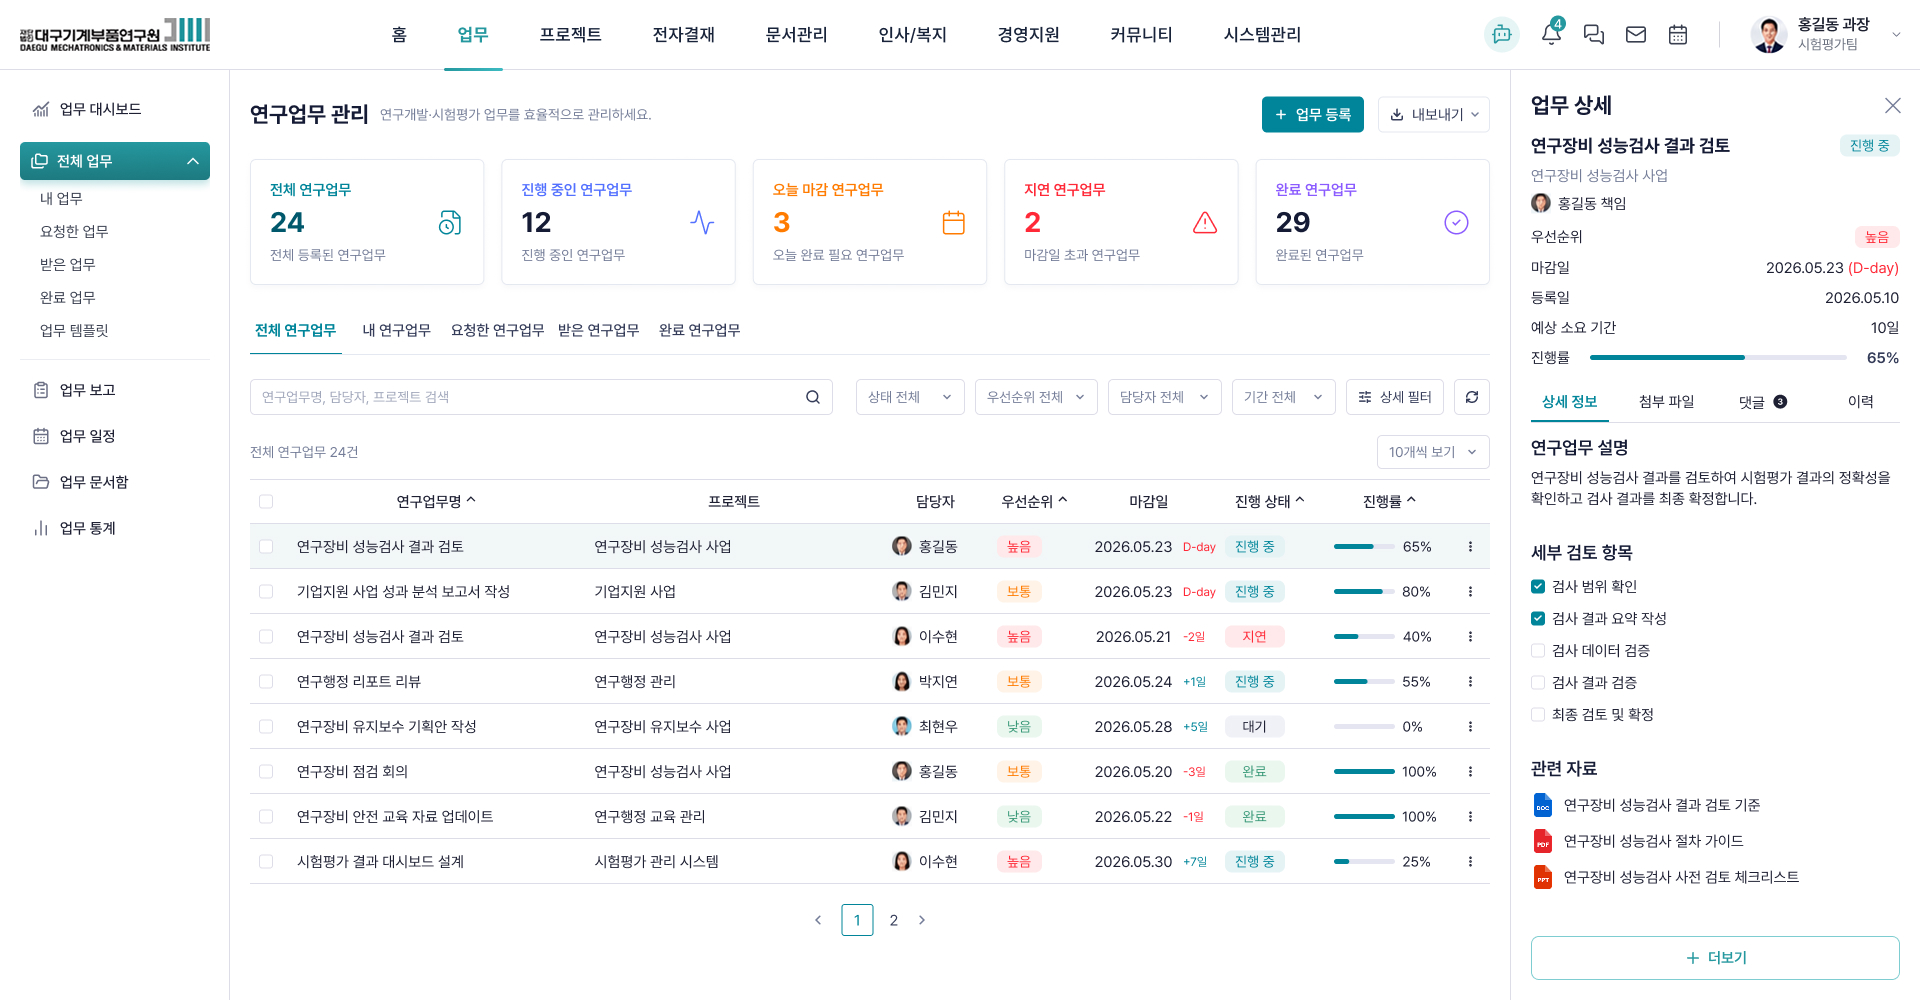 대구기계부품연구원
DAEGU MECHATRONICS & MATERIALS INSTITUTE
홈 업무 프로젝트 전자결재 문서관리 인사/복지 경영지원 커뮤니티 시스템관리
4
홍길동 과장
시험평가팀
업무 대시보드
전체 업무
내 업무
요청한 업무
받은 업무
완료 업무
업무 템플릿
업무 보고
업무 일정
업무 문서함
업무 통계
연구업무 관리 연구개발·시험평가 업무를 효율적으로 관리하세요.
+ 업무 등록 내보내기
전체 연구업무
24
전체 등록된 연구업무
진행 중인 연구업무
12
진행 중인 연구업무
오늘 마감 연구업무
3
오늘 완료 필요 연구업무
지연 연구업무
2
마감일 초과 연구업무
완료 연구업무
29
완료된 연구업무
전체 연구업무 내 연구업무 요청한 연구업무 받은 연구업무 완료 연구업무
연구업무명, 담당자, 프로젝트 검색 상태 전체 우선순위 전체 담당자 전체 기간 전체 상세 필터
전체 연구업무 24건 10개씩 보기
연구업무명 프로젝트 담당자 우선순위 마감일 진행 상태 진행률
연구장비 성능검사 결과 검토 연구장비 성능검사 사업 홍길동 높음 2026.05.23 D-day 진행 중 65%
기업지원 사업 성과 분석 보고서 작성 기업지원 사업 김민지 보통 2026.05.23 D-day 진행 중 80%
연구장비 성능검사 결과 검토 연구장비 성능검사 사업 이수현 높음 2026.05.21 -2일 지연 40%
연구행정 리포트 리뷰 연구행정 관리 박지연 보통 2026.05.24 +1일 진행 중 55%
연구장비 유지보수 기획안 작성 연구장비 유지보수 사업 최현우 낮음 2026.05.28 +5일 대기 0%
연구장비 점검 회의 연구장비 성능검사 사업 홍길동 보통 2026.05.20 -3일 완료 100%
연구장비 안전 교육 자료 업데이트 연구행정 교육 관리 김민지 낮음 2026.05.22 -1일 완료 100%
시험평가 결과 대시보드 설계 시험평가 관리 시스템 이수현 높음 2026.05.30 +7일 진행 중 25%
1 2
업무 상세
연구장비 성능검사 결과 검토 진행 중
연구장비 성능검사 사업
홍길동 책임
우선순위 높음
마감일 2026.05.23 (D-day)
등록일 2026.05.10
예상 소요 기간 10일
진행률 65%
상세 정보 첨부 파일 댓글 3 이력
연구업무 설명
연구장비 성능검사 결과를 검토하여 시험평가 결과의 정확성을
확인하고 검사 결과를 최종 확정합니다.
세부 검토 항목
검사 범위 확인
검사 결과 요약 작성
검사 데이터 검증
검사 결과 검증
최종 검토 및 확정
관련 자료
DOC 연구장비 성능검사 결과 검토 기준
PDF 연구장비 성능검사 절차 가이드
PPT 연구장비 성능검사 사전 검토 체크리스트
+ 더보기